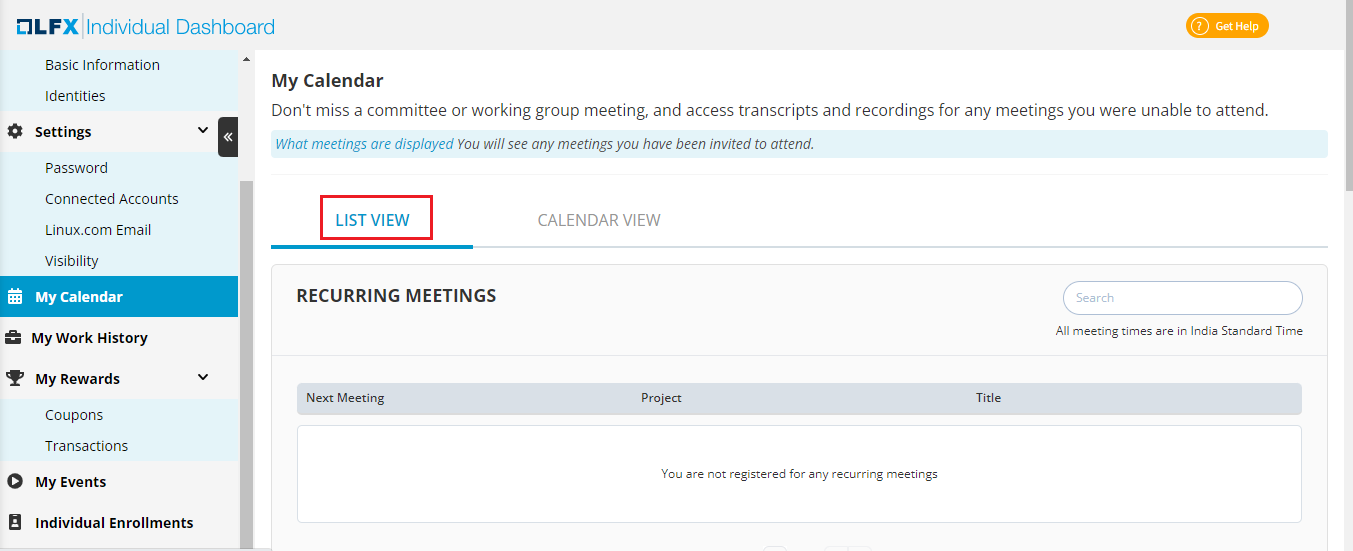 LFX Individual Dashboard
? Get Help
Basic Information
Identities
Settings
Password
Connected Accounts
Linux.com Email
Visibility
My Calendar
My Work History
My Rewards
Coupons
Transactions
My Events
Individual Enrollments
«
My Calendar
Don't miss a committee or working group meeting, and access transcripts and recordings for any meetings you were unable to attend.
What meetings are displayed You will see any meetings you have been invited to attend.
LIST VIEW CALENDAR VIEW
RECURRING MEETINGS
Search
All meeting times are in India Standard Time
Next Meeting Project Title
You are not registered for any recurring meetings